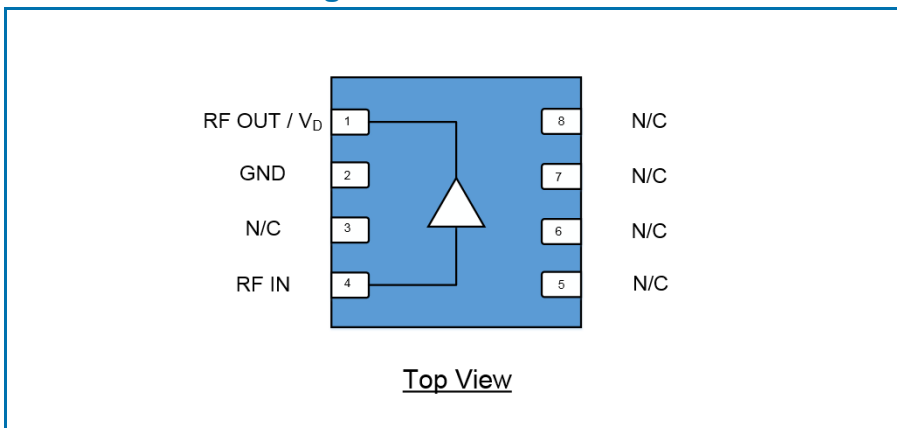 RF OUT / VD 1 8 N/C
GND 2 7 N/C
N/C 3 6 N/C
RF IN 4 5 N/C
Top View